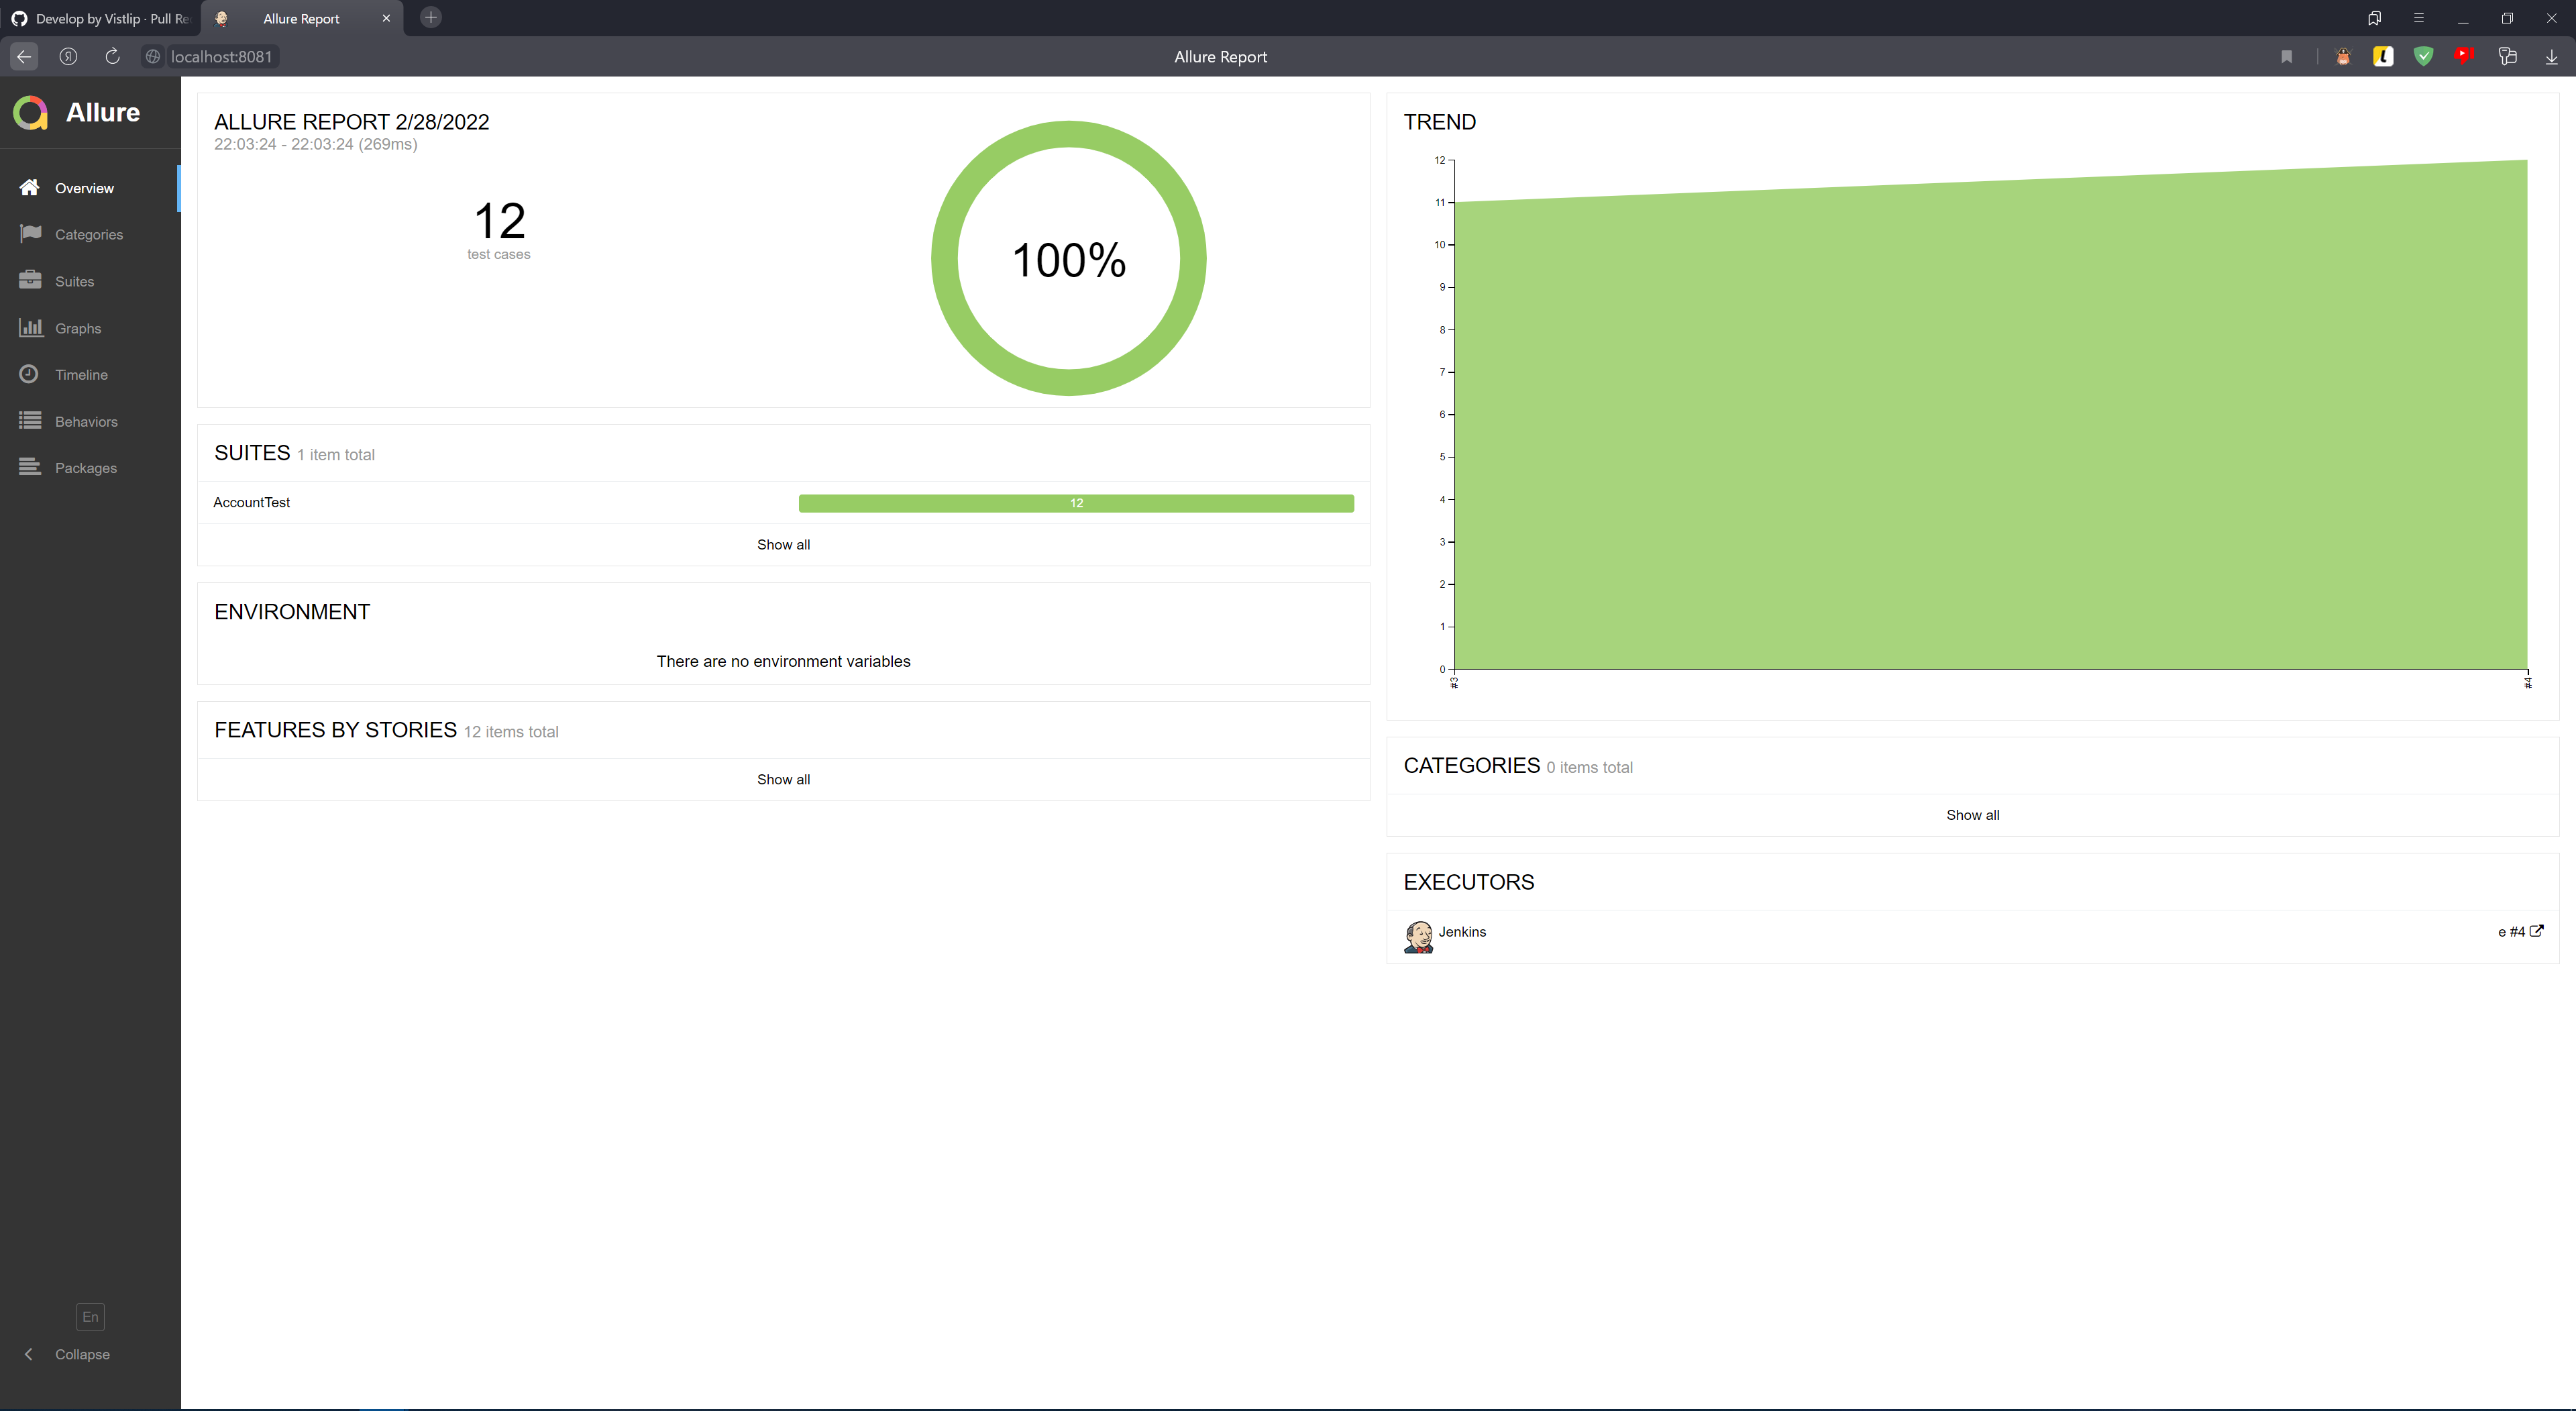 Develop by Vistlip · Pull Re
Allure Report
localhost:8081
Allure Report
Allure
Overview
Categories
Suites
Graphs
Timeline
Behaviors
Packages
En
Collapse
ALLURE REPORT 2/28/2022
22:03:24 - 22:03:24 (269ms)
12
test cases
100%
SUITES 1 item total
AccountTest 12
Show all
ENVIRONMENT
There are no environment variables
FEATURES BY STORIES 12 items total
Show all
TREND
12
11
10
9
8
7
6
5
4
3
2
1
0
#3 #4
CATEGORIES 0 items total
Show all
EXECUTORS
Jenkins e #4